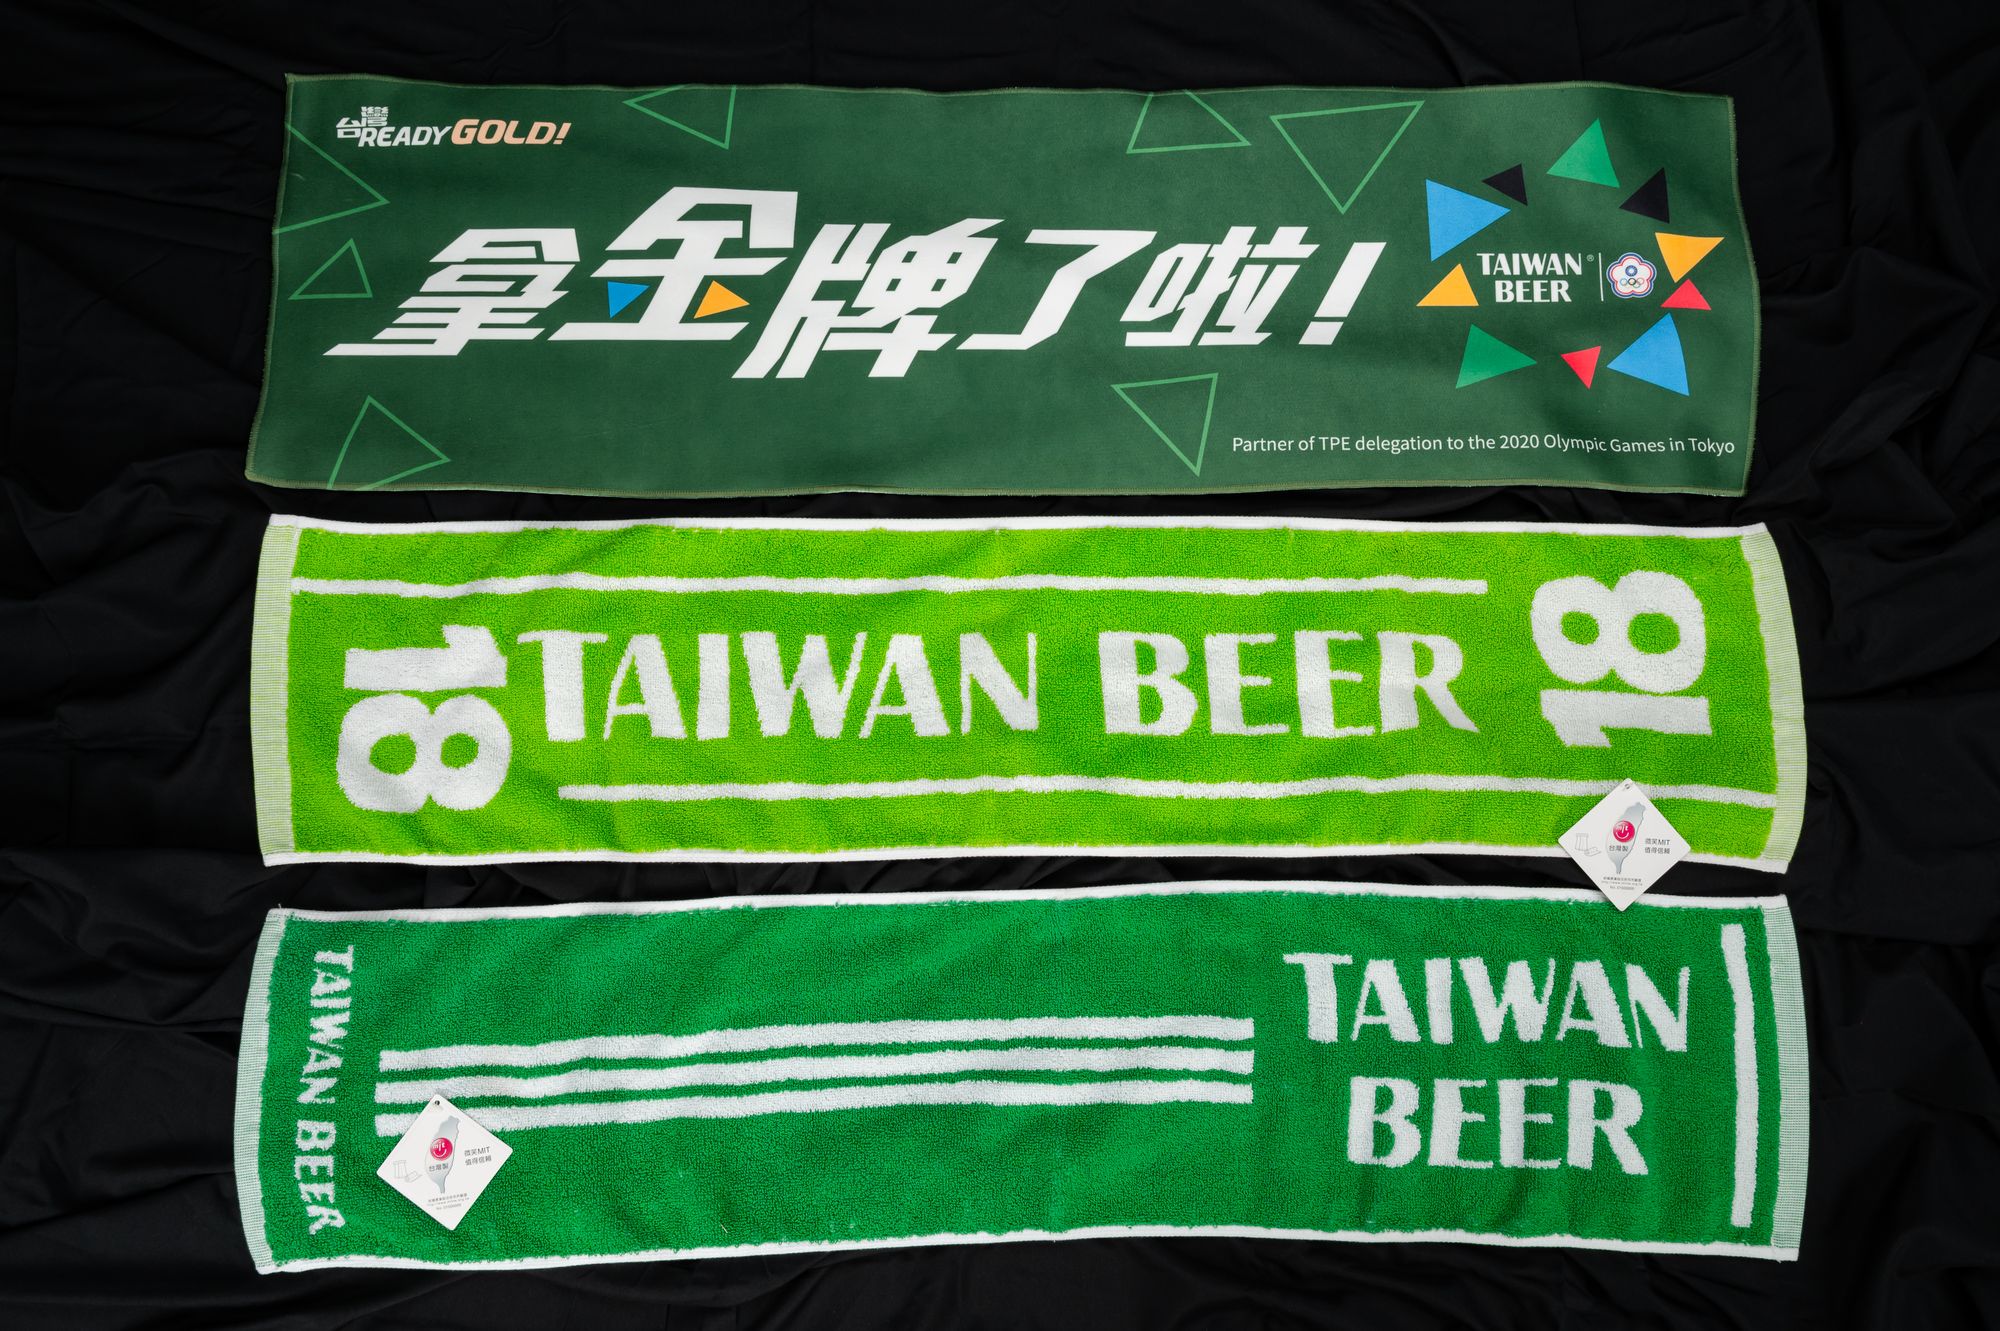 台灣READY GOLD!
拿金牌了啦!
TAIWAN®
BEER
Partner of TPE delegation to the 2020 Olympic Games in Tokyo
18
TAIWAN BEER
18
mit
台灣製
微笑MIT
值得信賴
TAIWAN BEER
TAIWAN
BEER
mit
台灣製
微笑MIT
值得信賴